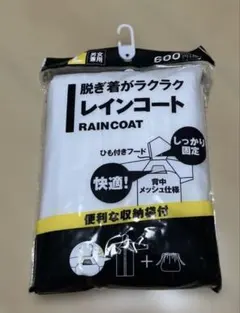 男女
兼用
600
脱ぎ着がラクラク
レインコート
RAINCOAT
ひも付きフード
しっかり
固定
快適!
背中
メッシュ仕様
便利な収納袋付
+